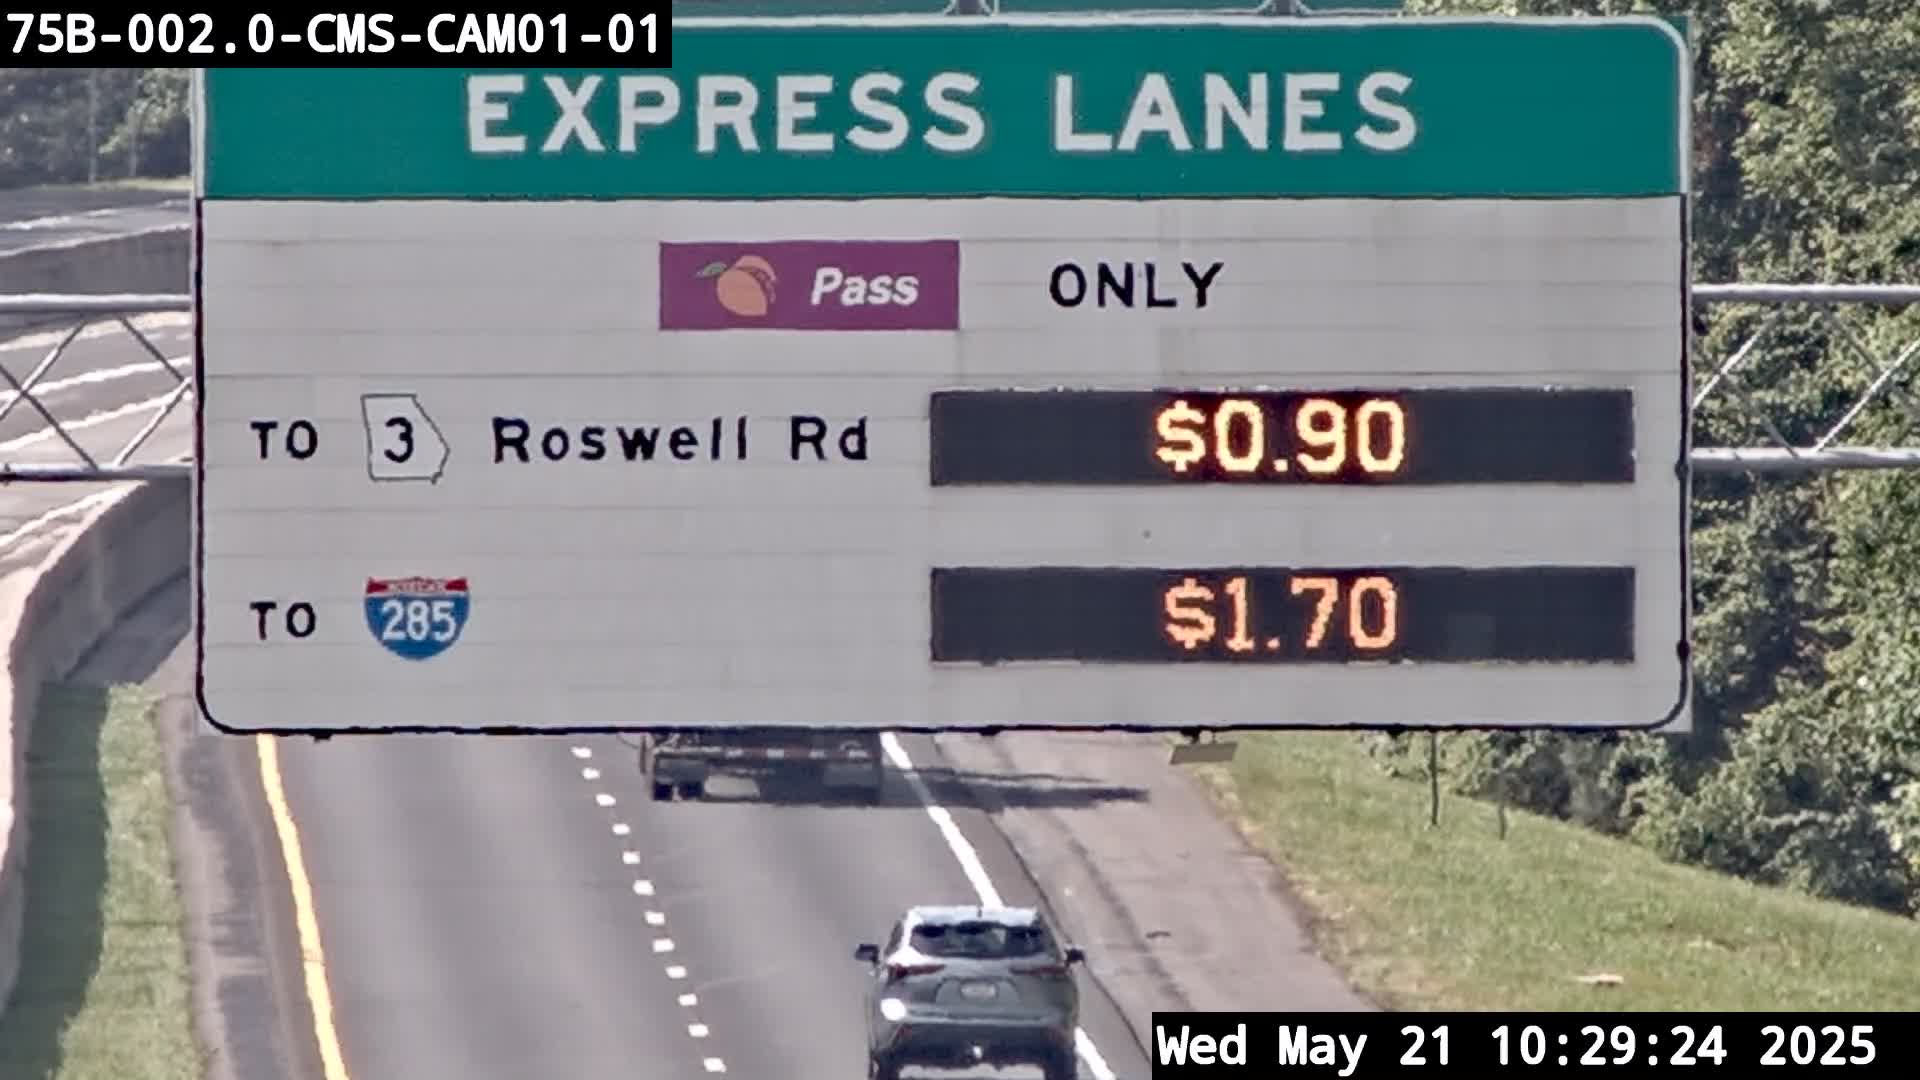 75B-002.0-CMS-CAM01-01
EXPRESS LANES
Pass ONLY
TO 3 Roswell Rd $0.90
TO 285 $1.70
Wed May 21 10:29:24 2025